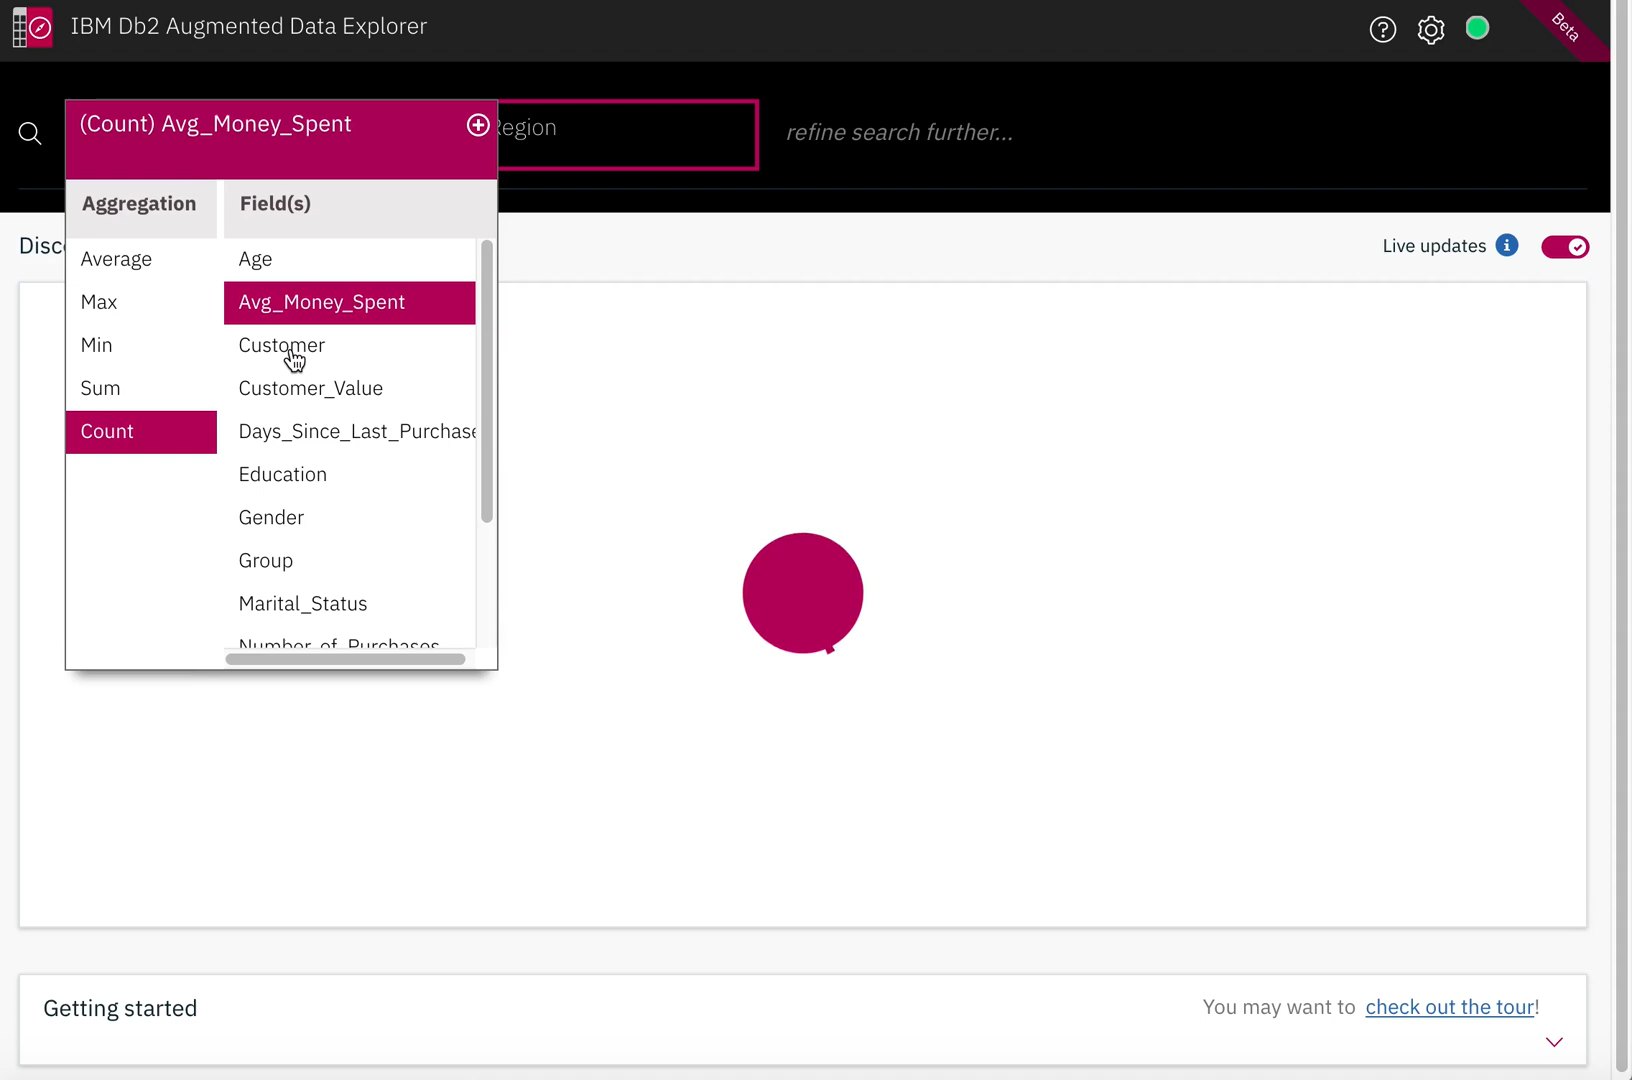 IBM Db2 Augmented Data Explorer
Beta
(Count) Avg_Money_Spent
Region
refine search further...
Aggregation
Field(s)
Live updates
Average
Max
Min
Sum
Count
Age
Avg_Money_Spent
Customer
Customer_Value
Days_Since_Last_Purchase
Education
Gender
Group
Marital_Status
Number_of_Purchases
Getting started
You may want to check out the tour!